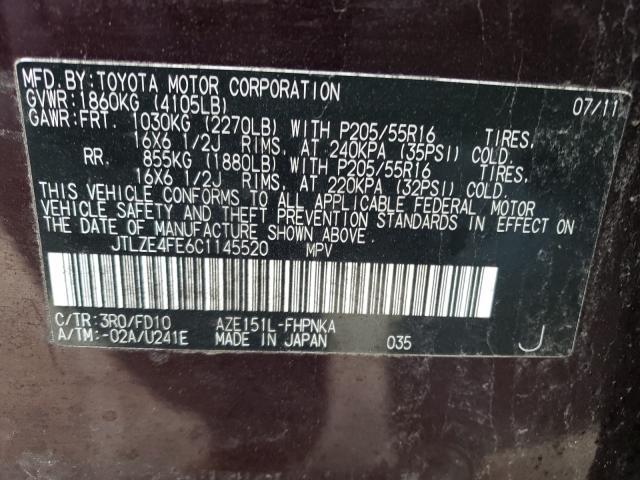 MFD.BY:TOYOTA MOTOR CORPORATION 07/11
GVWR:1860KG (4105LB)
GAWR:FRT. 1030KG (2270LB) WITH P205/55R16 TIRES,
16X6 1/2J RIMS, AT 240KPA (35PSI) COLD.
RR. 855KG (1880LB) WITH P205/55R16 TIRES,
16X6 1/2J RIMS, AT 220KPA (32PSI) COLD.
THIS VEHICLE CONFORMS TO ALL APPLICABLE FEDERAL MOTOR
VEHICLE SAFETY AND THEFT PREVENTION STANDARDS IN EFFECT ON
THE DATE OF MANUFACTURE SHOWN ABOVE.
JTLZE4FE6C1145520 MPV
C/TR:3R0/FD10 AZE151L-FHPNKA
A/TM:-02A/U241E MADE IN JAPAN 035 J